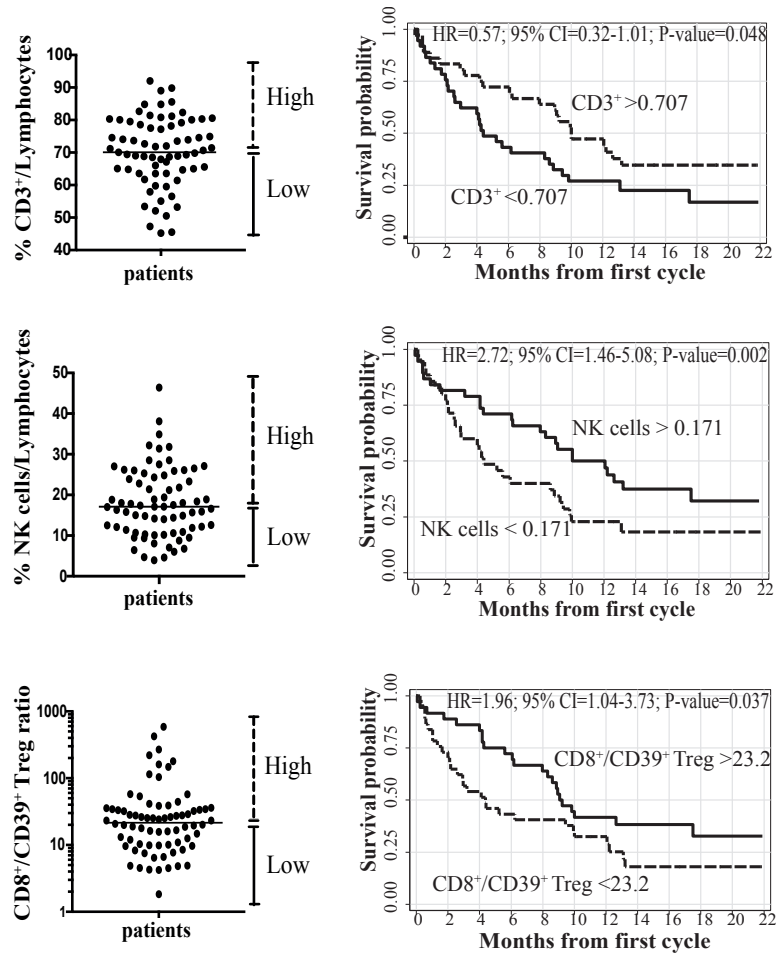 % CD3⁺/Lymphocytes
100
90
80
70
60
50
40
High
Low
patients
Survival probability
1.00
0.75
0.50
0.25
0.00
HR=0.57; 95% CI=0.32-1.01; P-value=0.048
CD3⁺ >0.707
CD3⁺ <0.707
0 2 4 6 8 10 12 14 16 18 20 22
Months from first cycle
% NK cells/Lymphocytes
50
40
30
20
10
0
High
Low
patients
Survival probability
1.00
0.75
0.50
0.25
0.00
HR=2.72; 95% CI=1.46-5.08; P-value=0.002
NK cells > 0.171
NK cells < 0.171
0 2 4 6 8 10 12 14 16 18 20 22
Months from first cycle
CD8⁺/CD39⁺ Treg ratio
1000
100
10
1
High
Low
patients
Survival probability
1.00
0.75
0.50
0.25
0.00
HR=1.96; 95% CI=1.04-3.73; P-value=0.037
CD8⁺/CD39⁺ Treg >23.2
CD8⁺/CD39⁺ Treg <23.2
0 2 4 6 8 10 12 14 16 18 20 22
Months from first cycle